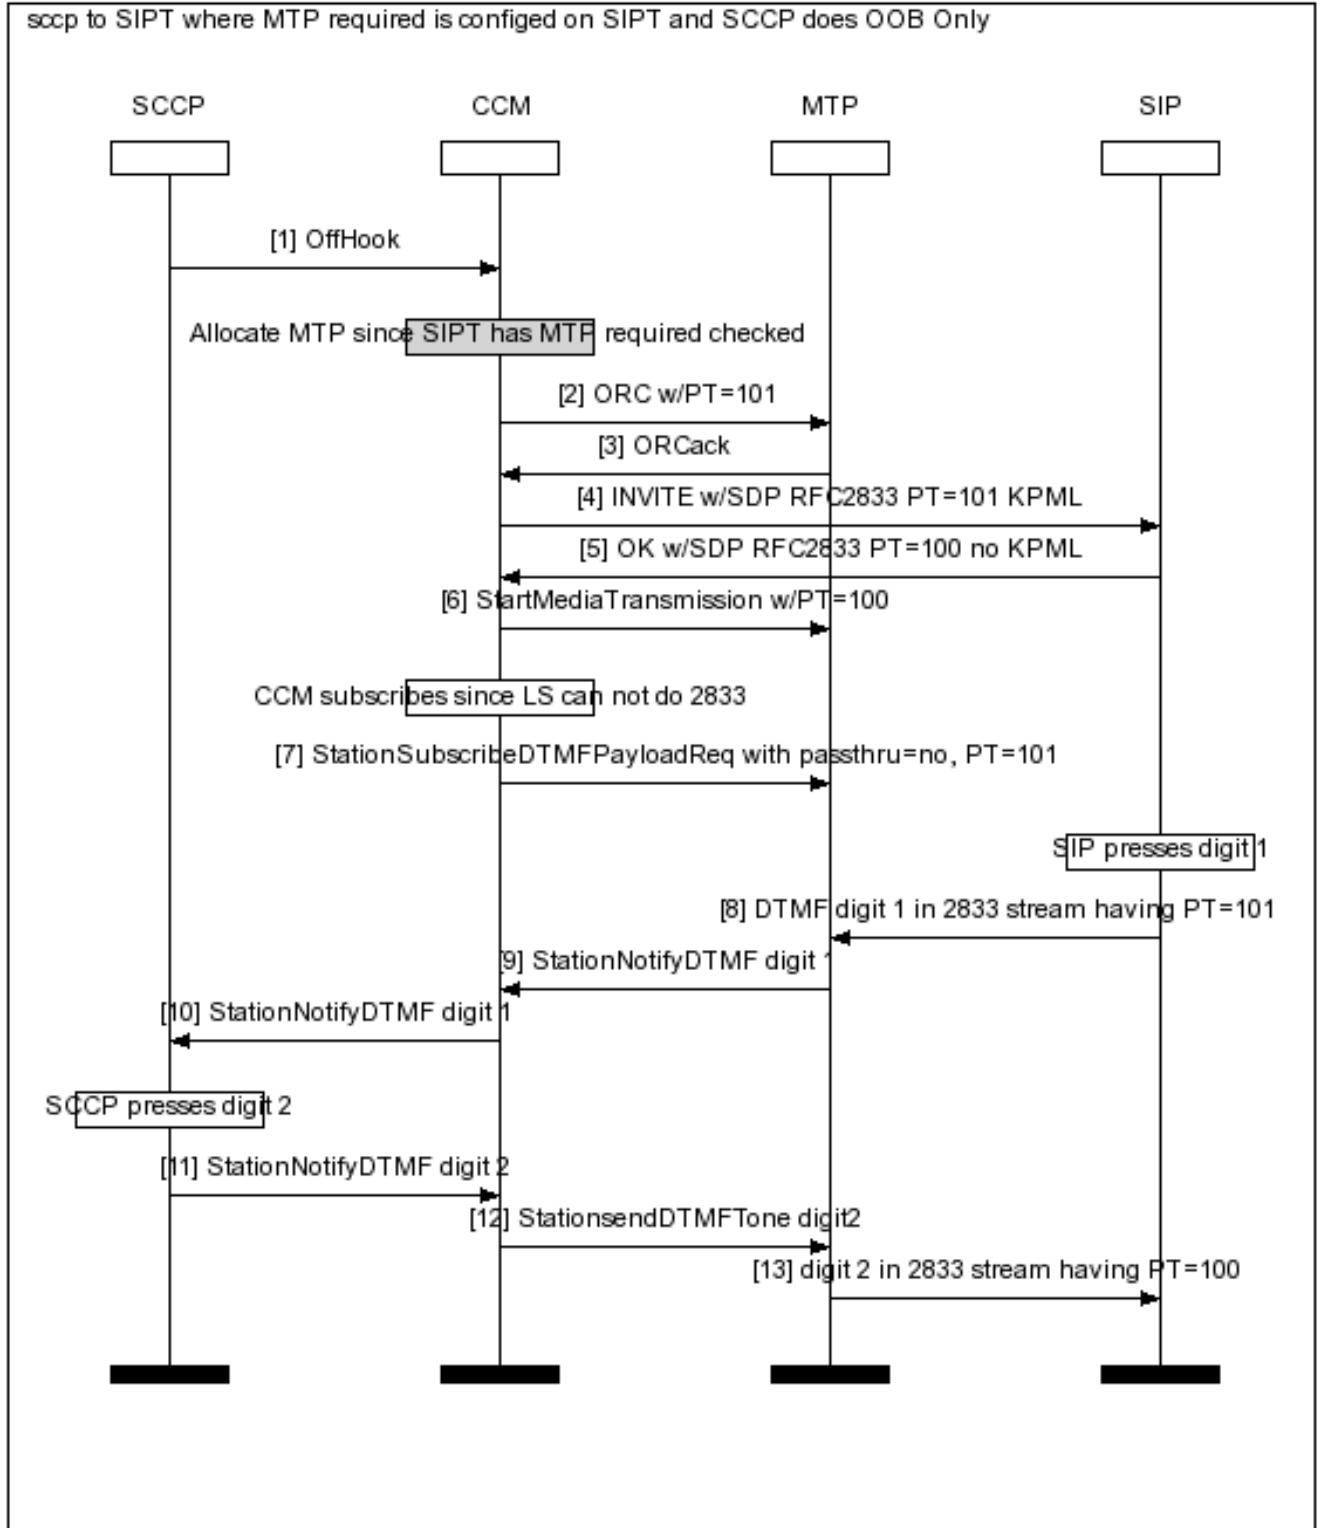 sccp to SIPT where MTP required is configed on SIPT and SCCP does OOB Only
SCCP CCM MTP SIP
[1] OffHook
Allocate MTP since SIPT has MTP required checked
[2] ORC w/PT=101
[3] ORCack
[4] INVITE w/SDP RFC2833 PT=101 KPML
[5] OK w/SDP RFC2833 PT=100 no KPML
[6] StartMediaTransmission w/PT=100
CCM subscribes since LS can not do 2833
[7] StationSubscribeDTMFPayloadReq with passthru=no, PT=101
SIP presses digit 1
[8] DTMF digit 1 in 2833 stream having PT=101
[9] StationNotifyDTMF digit 1
[10] StationNotifyDTMF digit 1
SCCP presses digit 2
[11] StationNotifyDTMF digit 2
[12] StationsendDTMFTone digit2
[13] digit 2 in 2833 stream having PT=100